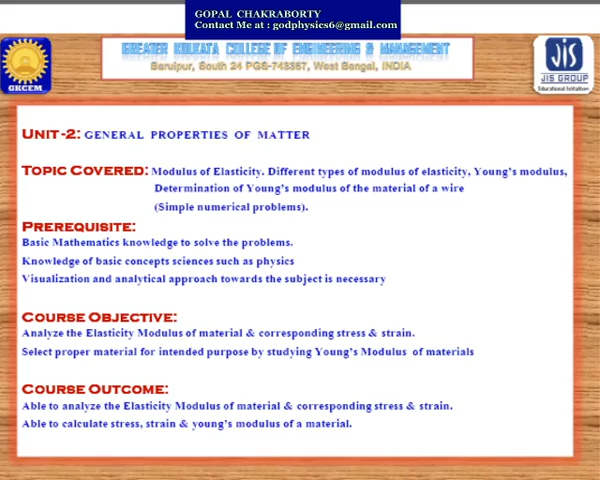 GOPAL CHAKRABORTY
Contact Me at : godphysics6@gmail.com
GREATER KOLKATA COLLEGE OF ENGINEERING & MANAGEMENT
Baruipur, South 24 PGS-743387, West Bangal, INDIA
GKCEM
JIS
JIS GROUP
Educational Initiatives
UNIT-2: GENERAL PROPERTIES OF MATTER
TOPIC COVERED: Modulus of Elasticity. Different types of modulus of elasticity, Young's modulus,
Determination of Young's modulus of the material of a wire
(Simple numerical problems).
PREREQUISITE:
Basic Mathematics knowledge to solve the problems.
Knowledge of basic concepts sciences such as physics
Visualization and analytical approach towards the subject is necessary
COURSE OBJECTIVE:
Analyze the Elasticity Modulus of material & corresponding stress & strain.
Select proper material for intended purpose by studying Young's Modulus of materials
COURSE OUTCOME:
Able to analyze the Elasticity Modulus of material & corresponding stress & strain.
Able to calculate stress, strain & young's modulus of a material.